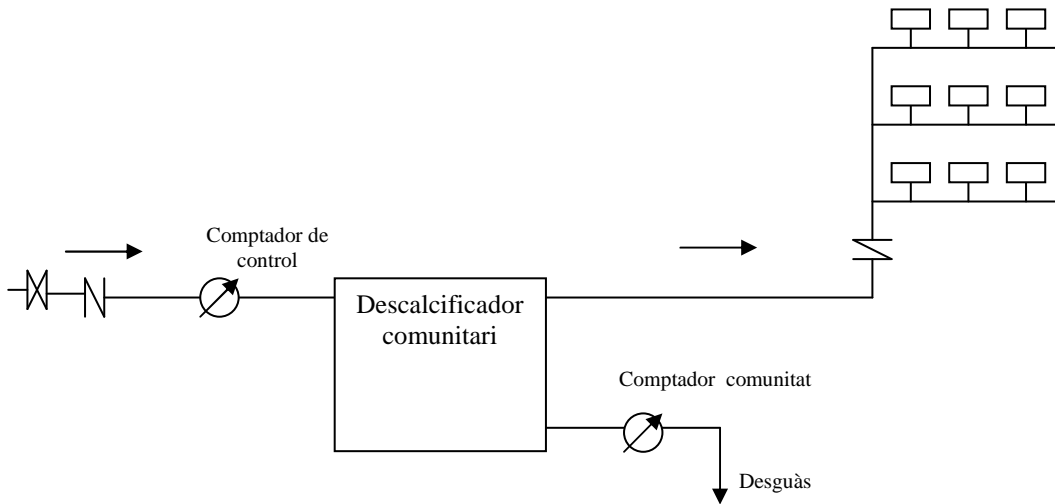 Comptador de
control
Descalcificador
comunitari
Comptador comunitat
Desguàs